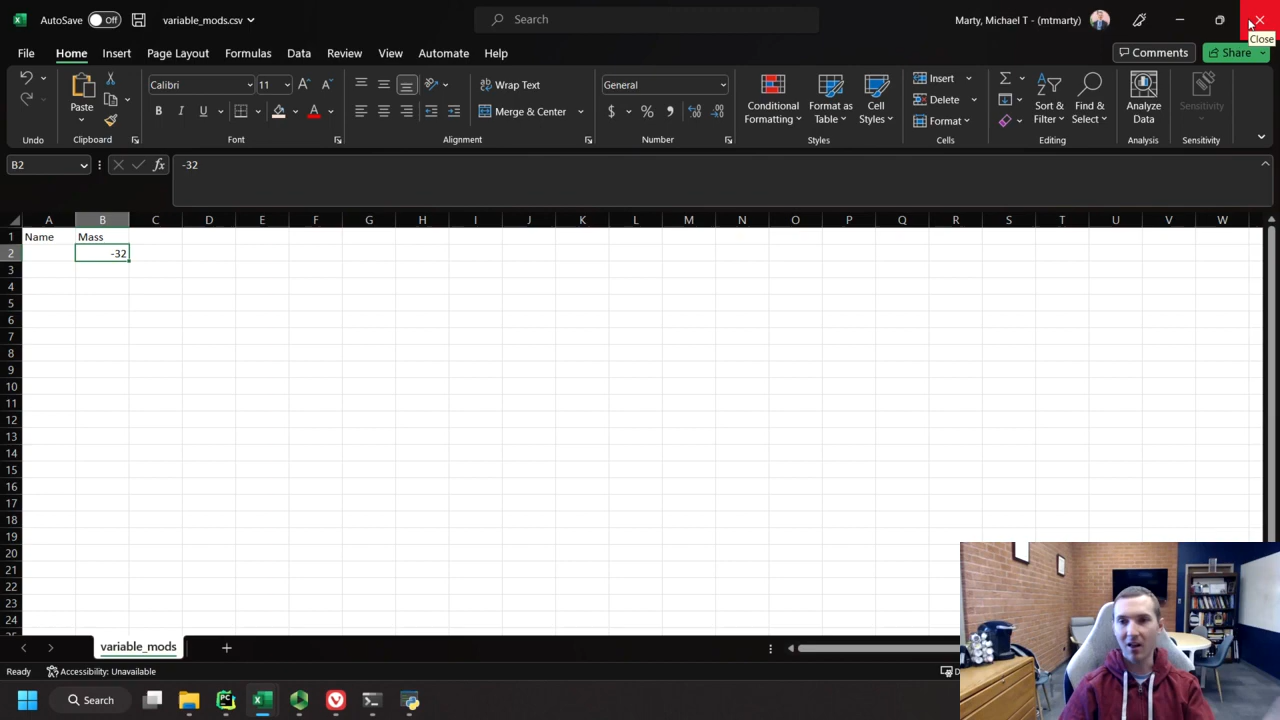 AutoSave Off variable_mods.csv Search Marty, Michael T - (mtmarty)
Close
File Home Insert Page Layout Formulas Data Review View Automate Help Comments Share
Paste Calibri 11 Wrap Text General Conditional Formatting Format as Table Cell Styles Insert Sort & Filter Find & Select Analyze Data Sensitivity
B I U Merge & Center $ % Delete
Format
Undo Clipboard Font Alignment Number Styles Cells Editing Analysis Sensitivity
B2 fx -32
A B C D E F G H I J K L M N O P Q R S T U V W
1 Name Mass
2 -32
3
4
5
6
7
8
9
10
11
12
13
14
15
16
17
18
19
20
21
22
23
24
variable_mods
Ready Accessibility: Unavailable
Search